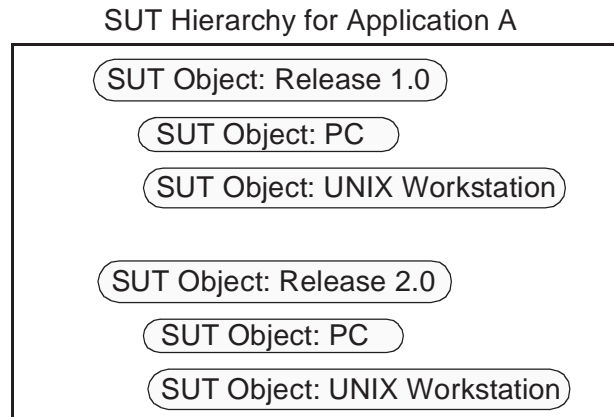 SUT Hierarchy for Application A
SUT Object: Release 1.0
SUT Object: PC
SUT Object: UNIX Workstation
SUT Object: Release 2.0
SUT Object: PC
SUT Object: UNIX Workstation